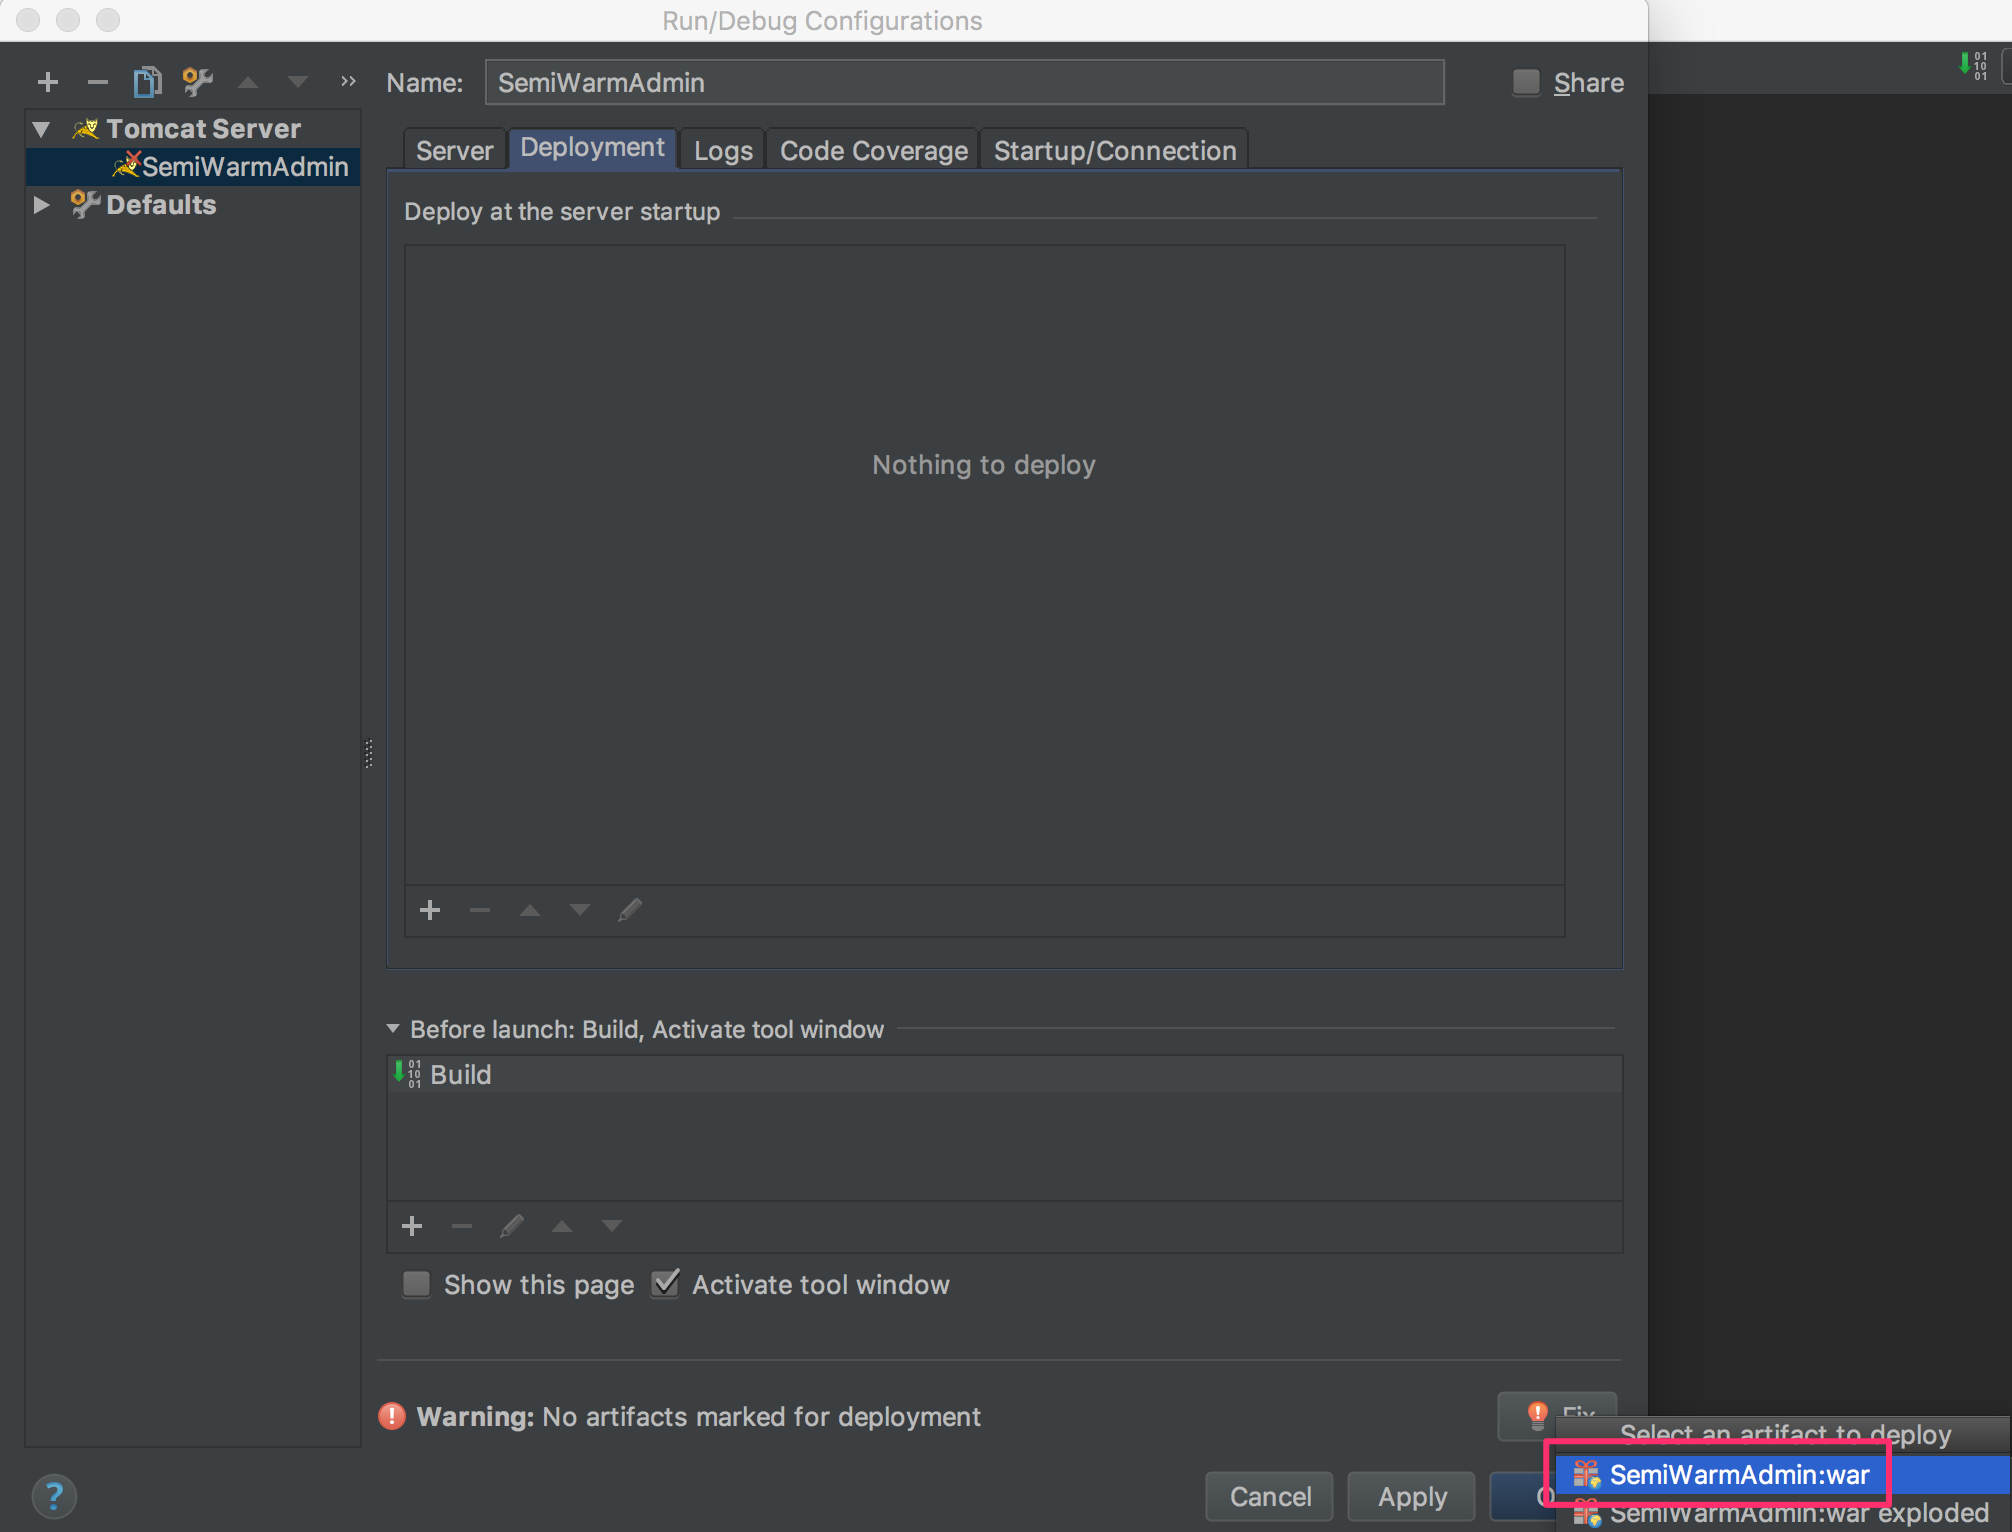 Run/Debug Configurations
Name: SemiWarmAdmin Share
Tomcat Server
SemiWarmAdmin
Defaults
Server Deployment Logs Code Coverage Startup/Connection
Deploy at the server startup
Nothing to deploy
Before launch: Build, Activate tool window
Build
Show this page Activate tool window
Warning: No artifacts marked for deployment
Fix
Select an artifact to deploy
SemiWarmAdmin:war
SemiWarmAdmin:war exploded
Cancel Apply